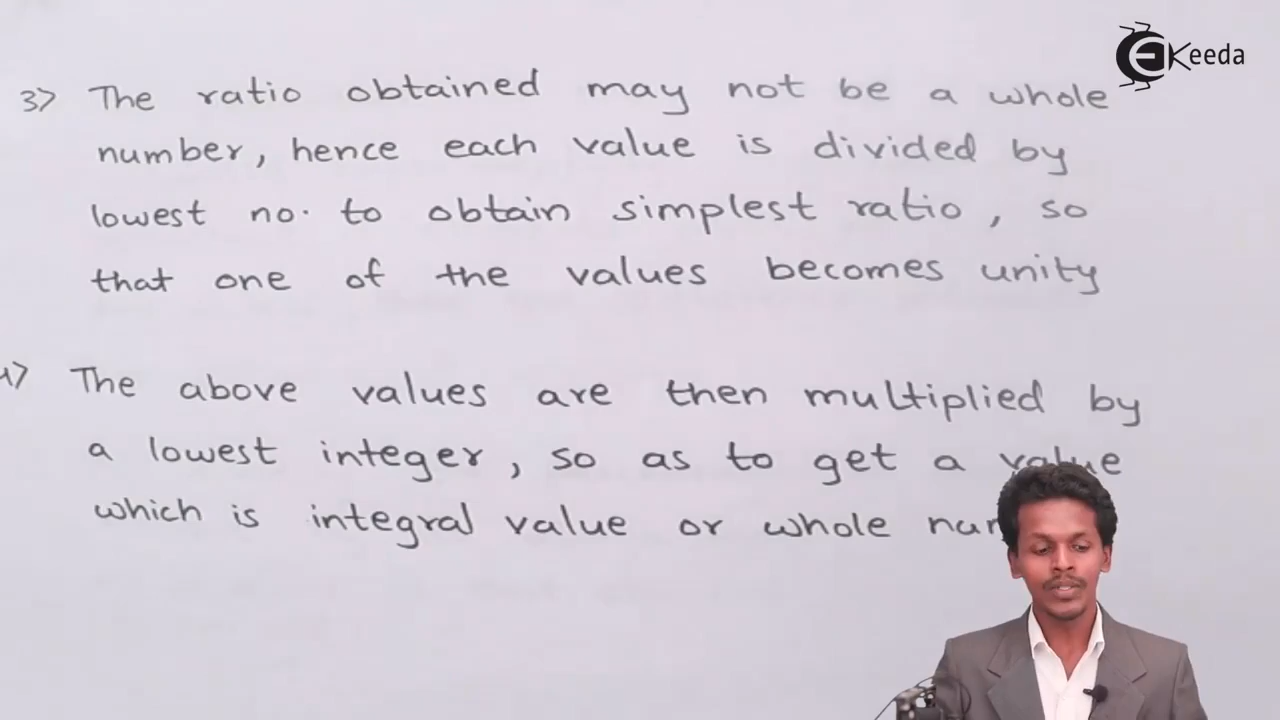 EKeeda
3> The ratio obtained may not be a whole
number, hence each value is divided by
lowest no. to obtain simplest ratio, so
that one of the values becomes unity
The above values are then multiplied by
a lowest integer, so as to get a value
which is integral value or whole